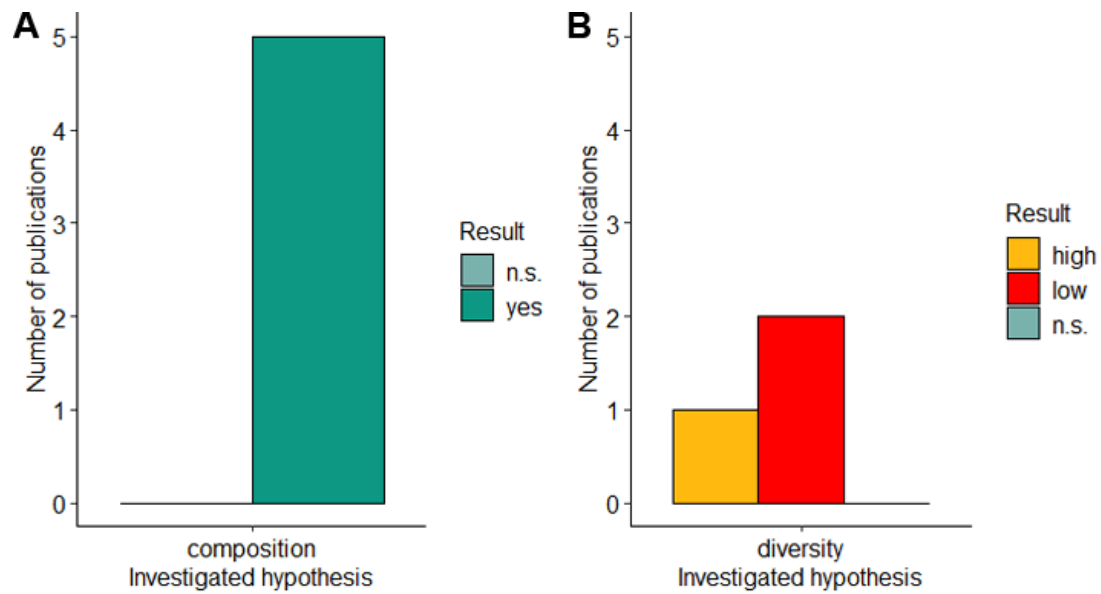 A
5
4
3
2
1
0
Number of publications
composition
Investigated hypothesis
Result
n.s.
yes
B
5
4
3
2
1
0
Number of publications
diversity
Investigated hypothesis
Result
high
low
n.s.